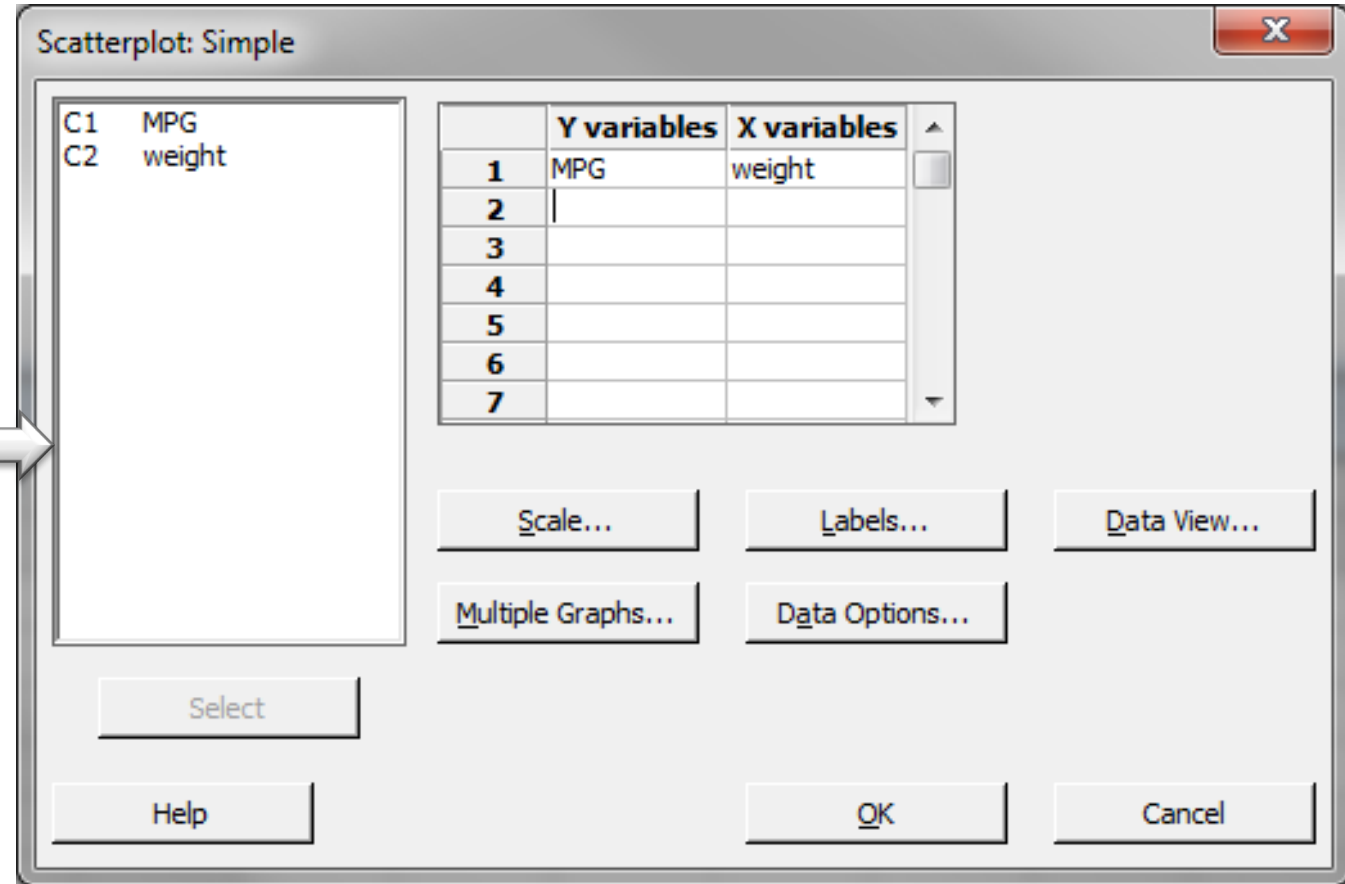 Scatterplot: Simple
C1 MPG
C2 weight
Y variables X variables
1 MPG weight
2
3
4
5
6
7
Scale... Labels... Data View...
Multiple Graphs... Data Options...
Select
Help OK Cancel